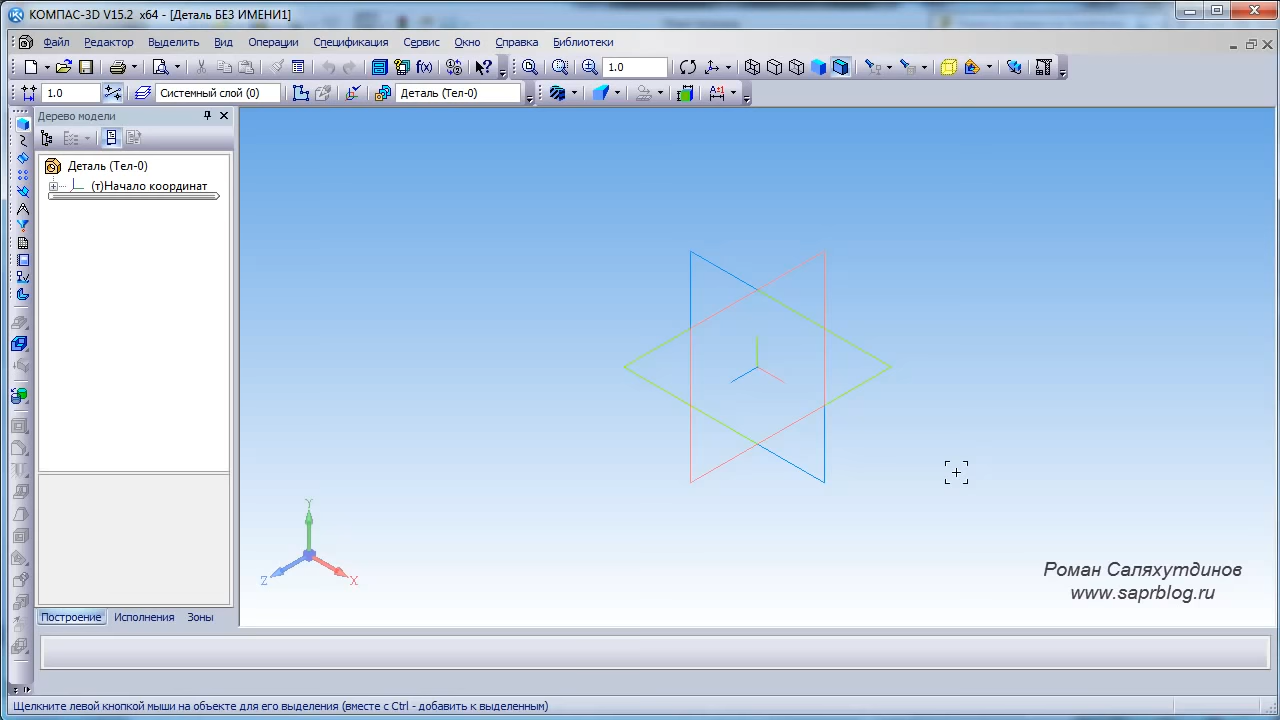 КОМПАС-3D V15.2 x64 - [Деталь БЕЗ ИМЕНИ1]
Файл Редактор Выделить Вид Операции Спецификация Сервис Окно Справка Библиотеки
f(x) 1.0
1.0 Системный слой (0) Деталь (Тел-0)
Дерево модели
Деталь (Тел-0)
(т)Начало координат
Y
Z
X
Роман Саляхутдинов
www.saprblog.ru
Построение Исполнения Зоны
Щелкните левой кнопкой мыши на объекте для его выделения (вместе с Ctrl - добавить к выделенным)